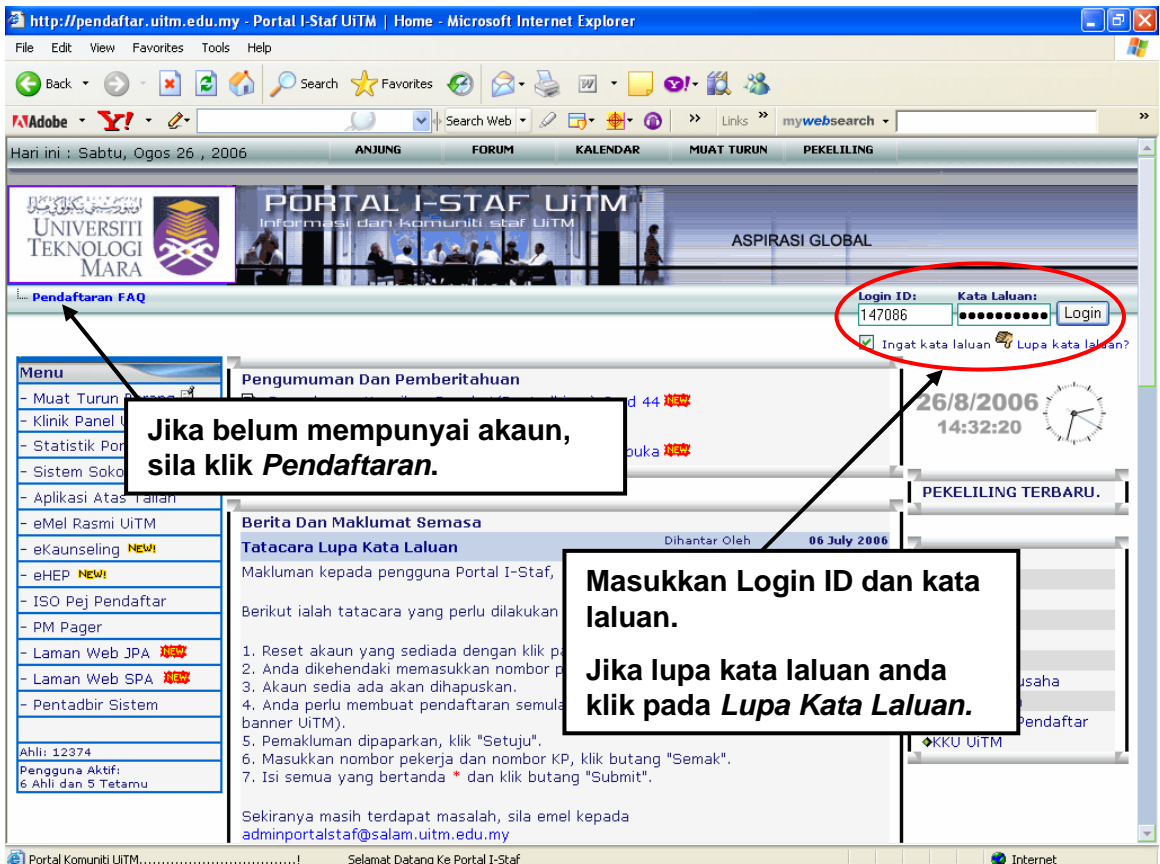 http://pendaftar.uitm.edu.my - Portal I-Staf UiTM | Home - Microsoft Internet Explorer
File Edit View Favorites Tools Help
Back Search Favorites
Adobe Y! Search Web Links mywebsearch
Hari ini : Sabtu, Ogos 26 , 2006 ANJUNG FORUM KALENDAR MUAT TURUN PEKELILING
UNIVERSITI
TEKNOLOGI
MARA
PORTAL I-STAF UiTM
Informasi dan komuniti staf UiTM
ASPIRASI GLOBAL
Pendaftaran FAQ
Login ID: Kata Laluan:
147086 Login
Ingat kata laluan Lupa kata laluan?
Jika belum mempunyai akaun,
sila klik Pendaftaran.
Menu
- Muat Turun
- Klinik Panel
- Statistik
- Sistem
- Aplikasi Atas Talian
- eMel Rasmi UiTM
- eKaunseling NEW!
- eHEP NEW!
- ISO Pej Pendaftar
- PM Pager
- Laman Web JPA NEW
- Laman Web SPA NEW
- Pentadbir Sistem
Ahli: 12374
Pengguna Aktif:
6 Ahli dan 5 Tetamu
Pengumuman Dan Pemberitahuan
44 NEW
NEW
26/8/2006
14:32:20
PEKELILING TERBARU.
Berita Dan Maklumat Semasa
Tatacara Lupa Kata Laluan Dihantar Oleh 06 July 2006
Makluman kepada pengguna Portal I-Staf,
Berikut ialah tatacara yang perlu dilakukan
1. Reset akaun yang sediada dengan klik
2. Anda dikehendaki memasukkan nombor
3. Akaun sedia ada akan dihapuskan.
4. Anda perlu membuat pendaftaran semula
banner UiTM).
5. Pemakluman dipaparkan, klik "Setuju".
6. Masukkan nombor pekerja dan nombor KP, klik butang "Semak".
7. Isi semua yang bertanda * dan klik butang "Submit".
Sekiranya masih terdapat masalah, sila emel kepada
adminportalstaf@salam.uitm.edu.my
Masukkan Login ID dan kata
laluan.
Jika lupa kata laluan anda
klik pada Lupa Kata Laluan.
Pendaftar
KKU UiTM
Portal Komuniti UiTM................................! Selamat Datang Ke Portal I-Staf Internet